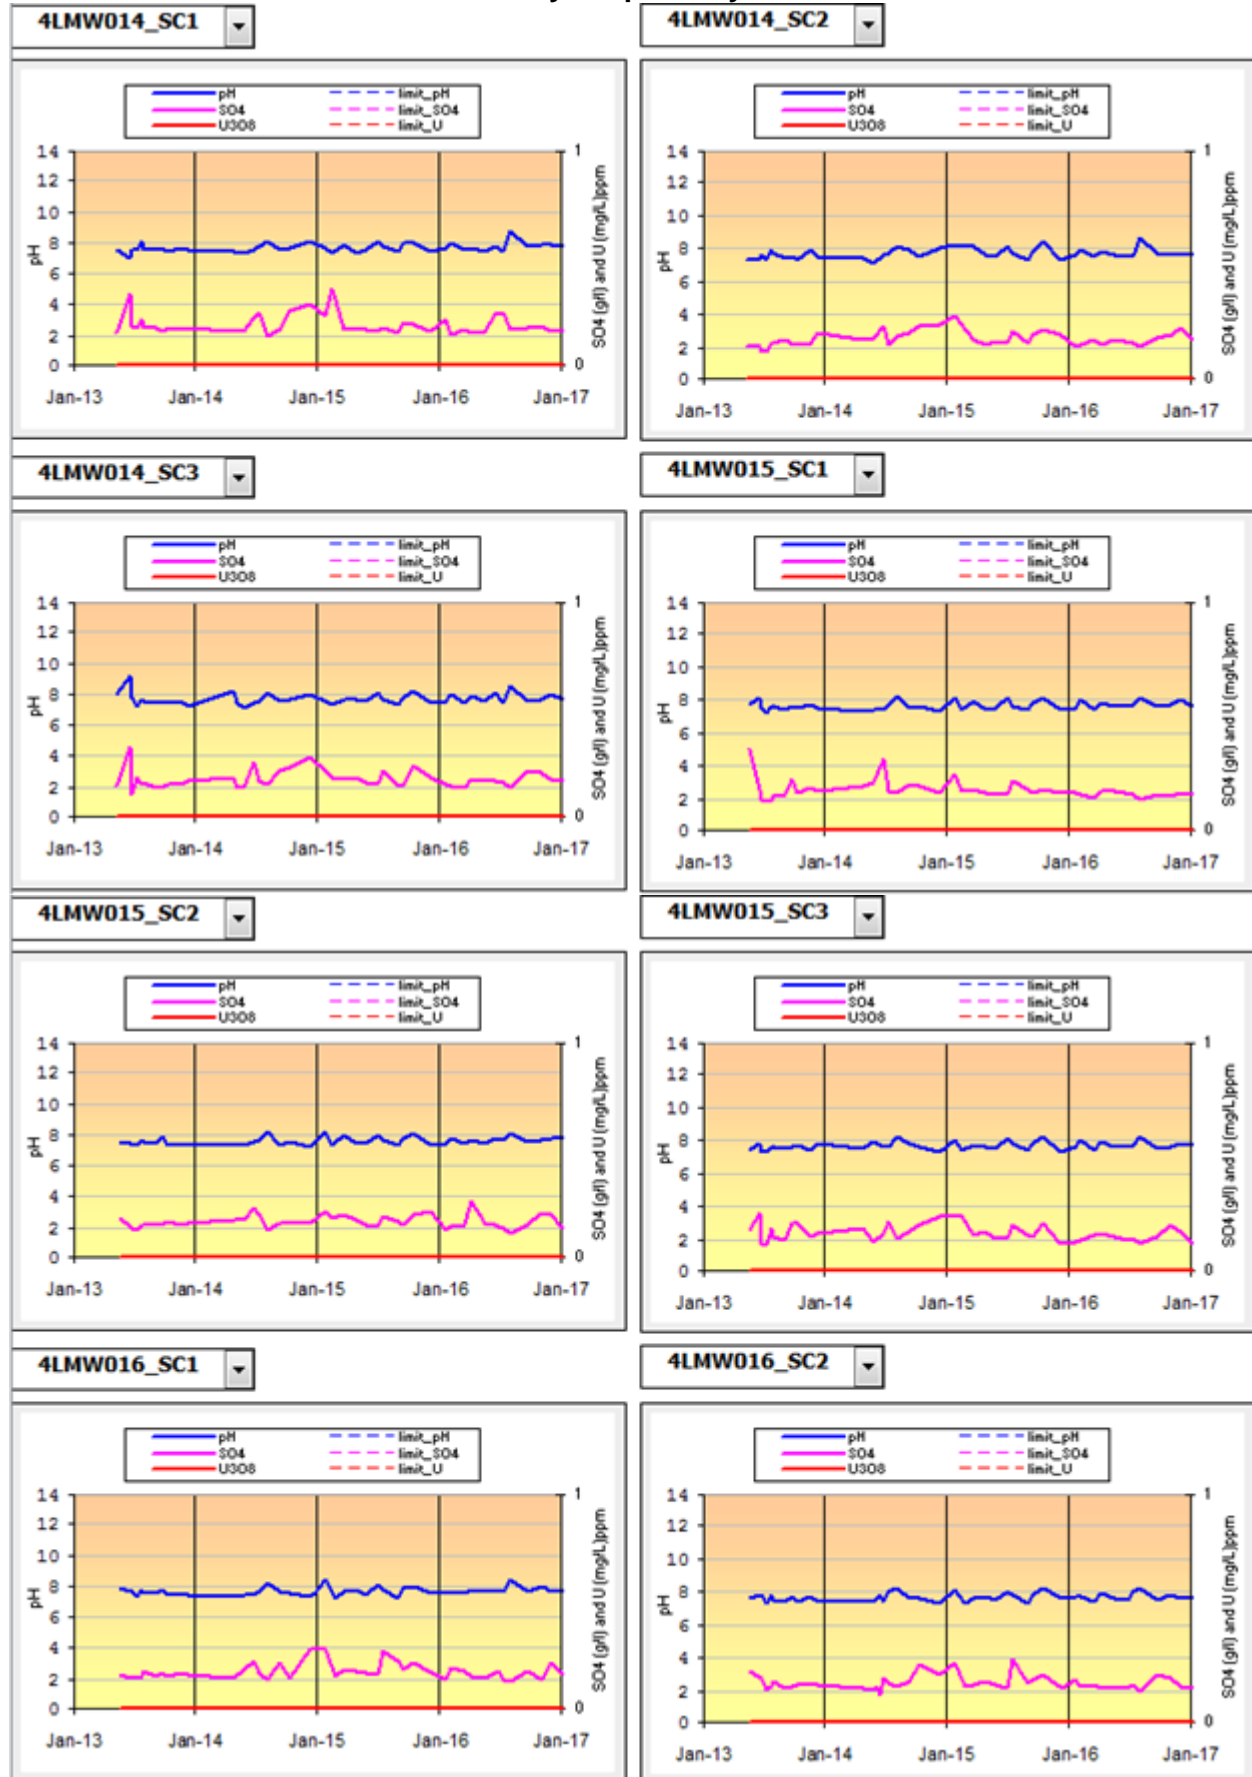 4LMW014_SC1
pH limit_pH
SO4 limit_SO4
U3O8 limit_U
14 1
12
10
8
6
4
2
0 0
pH
SO4 (g/l) and U (mg/L)ppm
Jan-13 Jan-14 Jan-15 Jan-16 Jan-17
4LMW014_SC2
pH limit_pH
SO4 limit_SO4
U3O8 limit_U
14 1
12
10
8
6
4
2
0 0
pH
SO4 (g/l) and U (mg/L)ppm
Jan-13 Jan-14 Jan-15 Jan-16 Jan-17
4LMW014_SC3
pH limit_pH
SO4 limit_SO4
U3O8 limit_U
14 1
12
10
8
6
4
2
0 0
pH
SO4 (g/l) and U (mg/L)ppm
Jan-13 Jan-14 Jan-15 Jan-16 Jan-17
4LMW015_SC1
pH limit_pH
SO4 limit_SO4
U3O8 limit_U
14 1
12
10
8
6
4
2
0 0
pH
SO4 (g/l) and U (mg/L)ppm
Jan-13 Jan-14 Jan-15 Jan-16 Jan-17
4LMW015_SC2
pH limit_pH
SO4 limit_SO4
U3O8 limit_U
14 1
12
10
8
6
4
2
0 0
pH
SO4 (g/l) and U (mg/L)ppm
Jan-13 Jan-14 Jan-15 Jan-16 Jan-17
4LMW015_SC3
pH limit_pH
SO4 limit_SO4
U3O8 limit_U
14 1
12
10
8
6
4
2
0 0
pH
SO4 (g/l) and U (mg/L)ppm
Jan-13 Jan-14 Jan-15 Jan-16 Jan-17
4LMW016_SC1
pH limit_pH
SO4 limit_SO4
U3O8 limit_U
14 1
12
10
8
6
4
2
0 0
pH
SO4 (g/l) and U (mg/L)ppm
Jan-13 Jan-14 Jan-15 Jan-16 Jan-17
4LMW016_SC2
pH limit_pH
SO4 limit_SO4
U3O8 limit_U
14 1
12
10
8
6
4
2
0 0
pH
SO4 (g/l) and U (mg/L)ppm
Jan-13 Jan-14 Jan-15 Jan-16 Jan-17